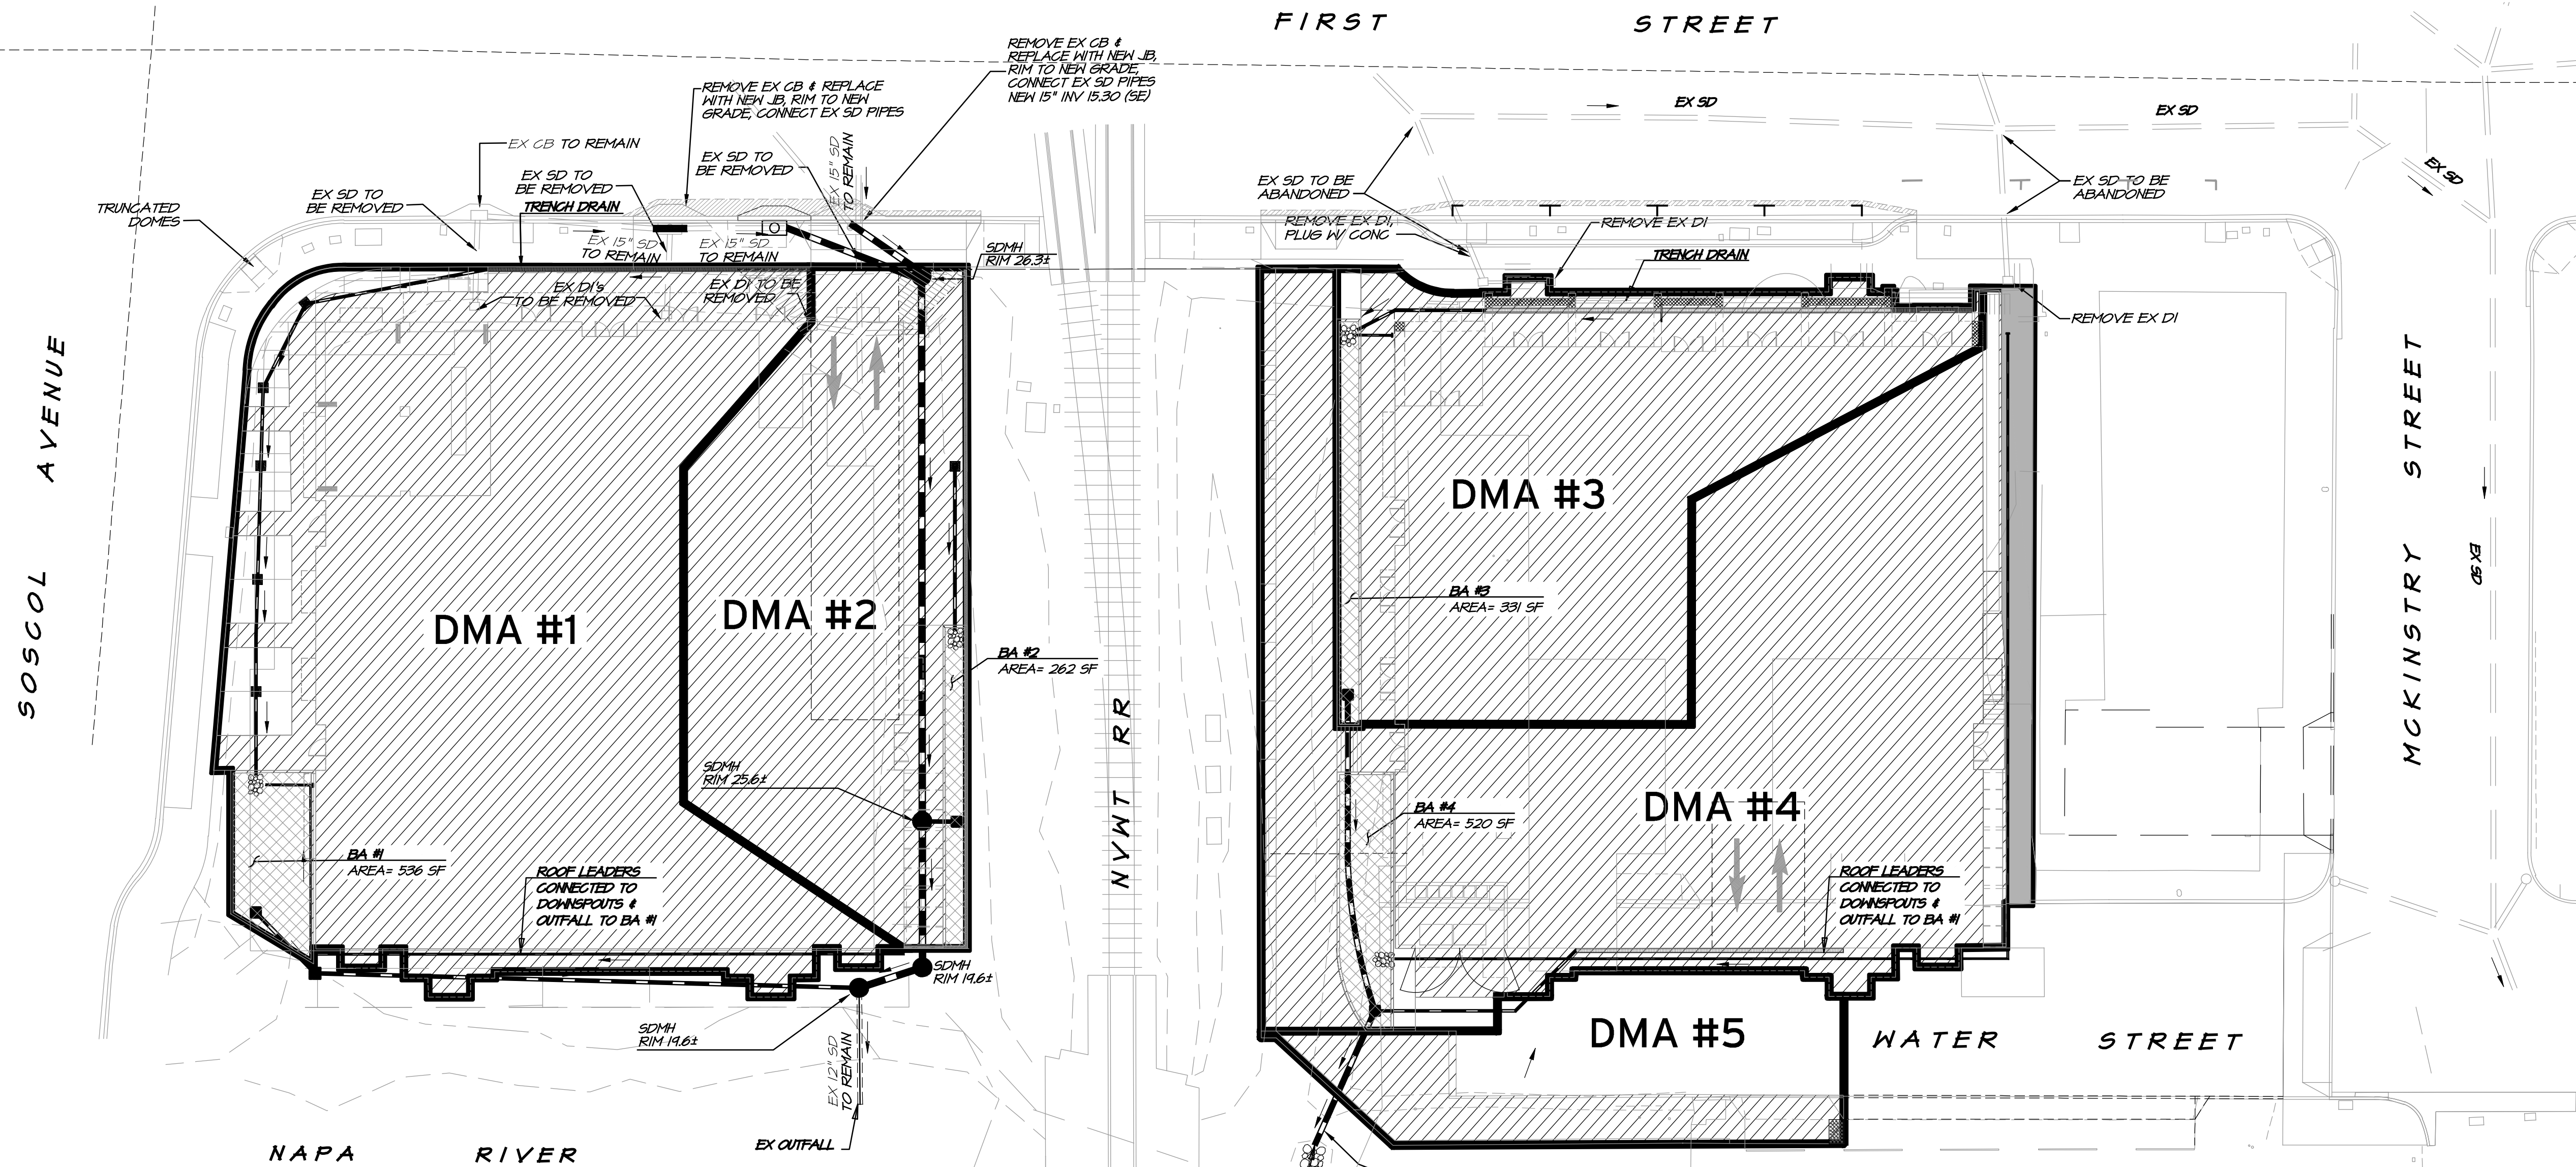 FIRST STREET
REMOVE EX CB &
REPLACE WITH NEW JB,
RIM TO NEW GRADE,
CONNECT EX SD PIPES
NEW 15" INV 15.30 (SE)
REMOVE EX CB & REPLACE
WITH NEW JB, RIM TO NEW
GRADE, CONNECT EX SD PIPES
EX SD
EX SD
EX SD
EX CB TO REMAIN
EX SD TO
BE REMOVED
EX 15" SD
TO REMAIN
EX SD TO
BE REMOVED
EX SD TO
BE REMOVED
TRENCH DRAIN
TRUNCATED
DOMES
EX SD TO BE
ABANDONED
EX SD TO BE
ABANDONED
REMOVE EX DI,
PLUG W/ CONC
REMOVE EX DI
TRENCH DRAIN
EX 15" SD
TO REMAIN
EX 15" SD
TO REMAIN
SDMH
RIM 26.3±
EX DI's
TO BE REMOVED
EX DI TO BE
REMOVED
REMOVE EX DI
SOSCOL AVENUE
MCKINSTRY STREET
EX SD
NVWT RR
DMA #1
DMA #2
DMA #3
DMA #4
DMA #5
BA #3
AREA= 331 SF
BA #2
AREA= 262 SF
SDMH
RIM 25.6±
BA #4
AREA= 520 SF
BA #1
AREA= 536 SF
ROOF LEADERS
CONNECTED TO
DOWNSPOUTS &
OUTFALL TO BA #1
ROOF LEADERS
CONNECTED TO
DOWNSPOUTS &
OUTFALL TO BA #1
SDMH
RIM 19.6±
SDMH
RIM 19.6±
EX 12" SD
TO REMAIN
WATER STREET
EX OUTFALL
NAPA RIVER